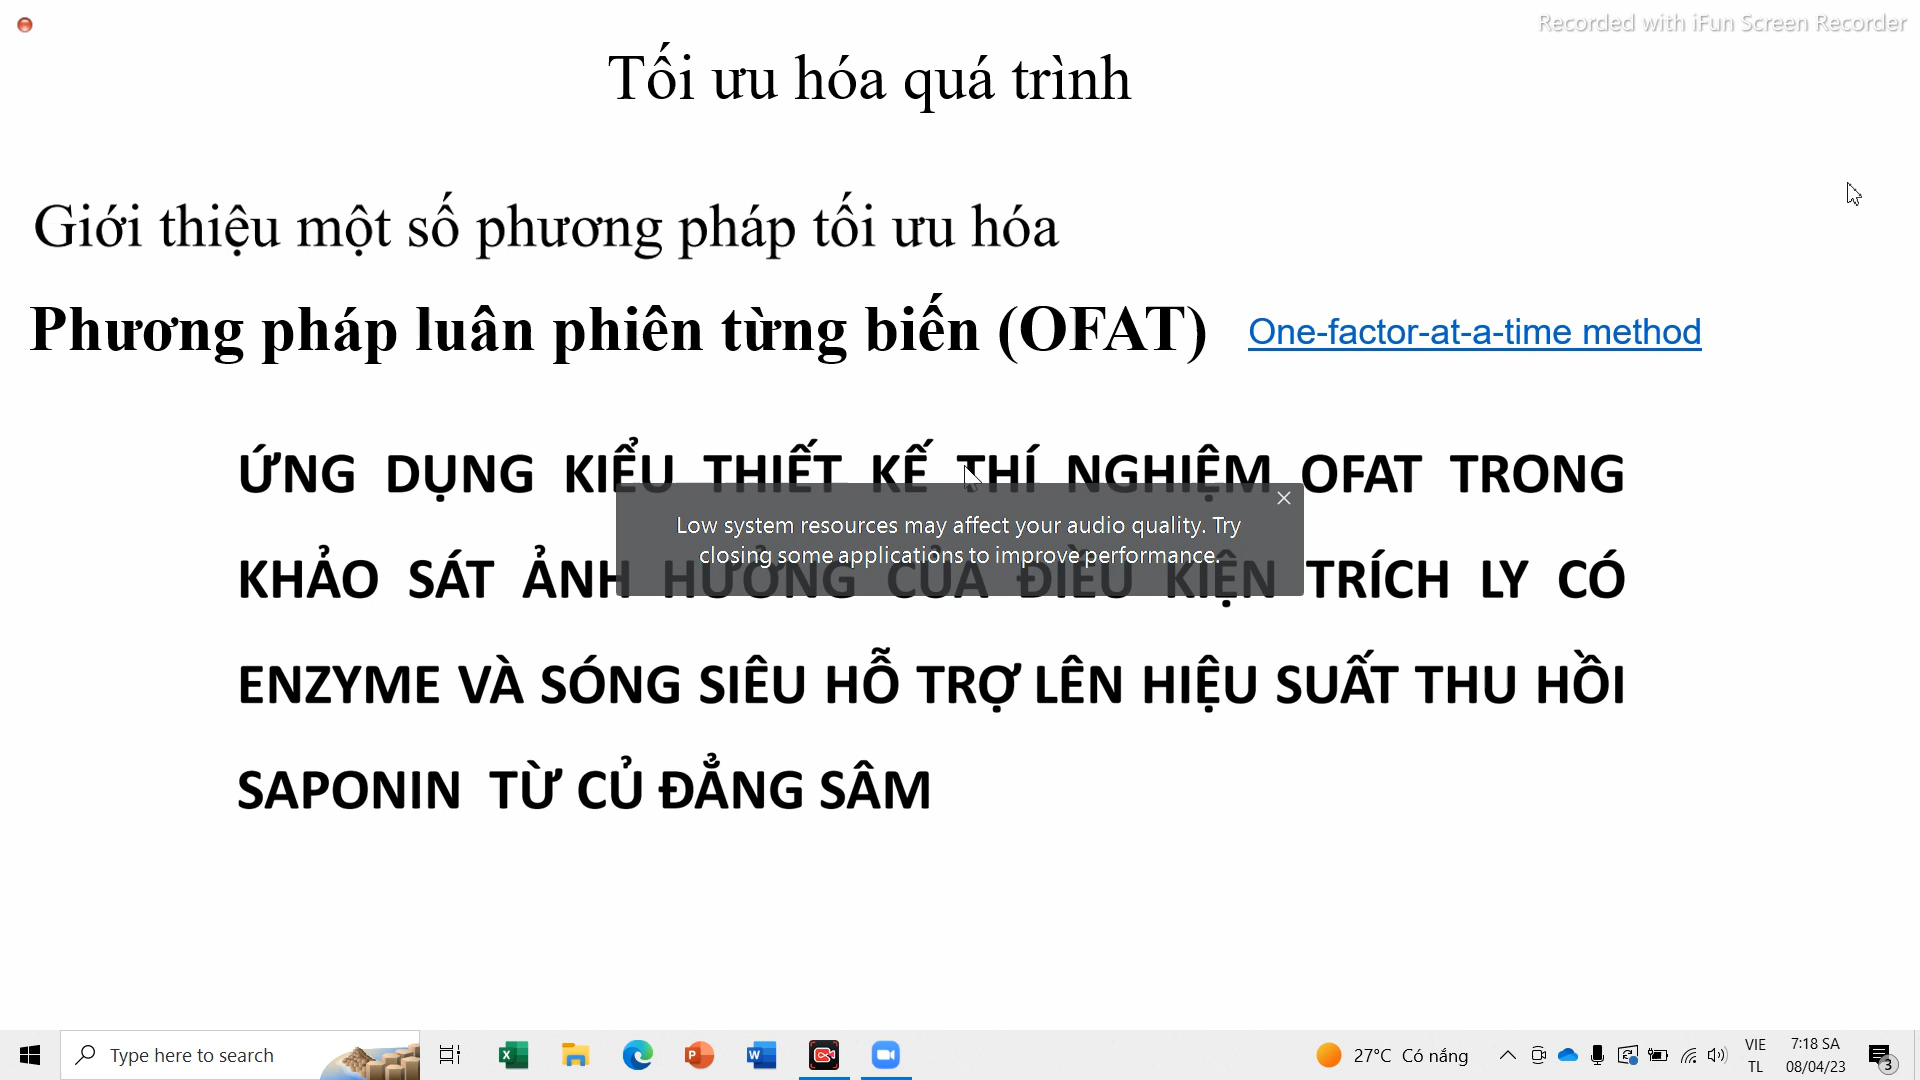 Recorded with iFun Screen Recorder
Tối ưu hóa quá trình
Giới thiệu một số phương pháp tối ưu hóa
Phương pháp luân phiên từng biến (OFAT) One-factor-at-a-time method
ỨNG DỤNG KIỂU THIẾT KẾ THÍ NGHIỆM OFAT TRONG
Low system resources may affect your audio quality. Try
closing some applications to improve performance.
KHẢO SÁT ẢNH HƯỞNG CỦA ĐIỀU KIỆN TRÍCH LY CÓ
ENZYME VÀ SÓNG SIÊU HỖ TRỢ LÊN HIỆU SUẤT THU HỒI
SAPONIN TỪ CỦ ĐẲNG SÂM
Type here to search
27°C Có nắng
VIE
TL
7:18 SA
08/04/23
3